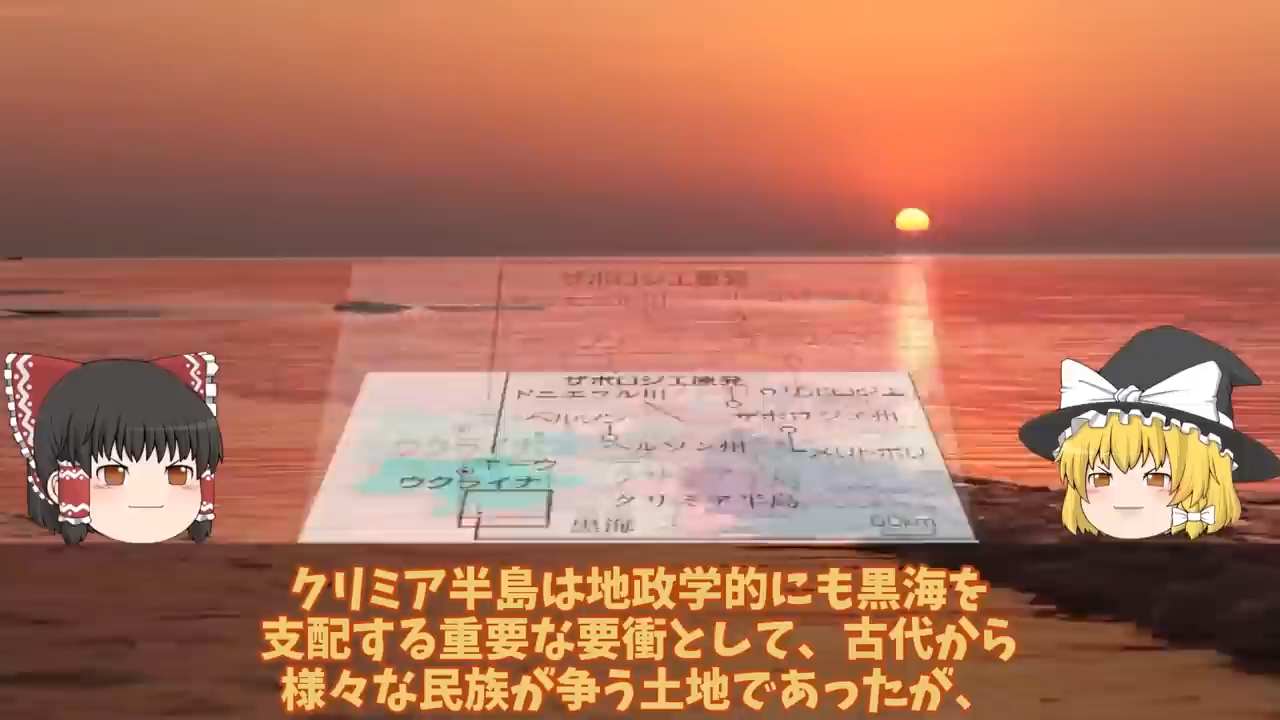 ザポロジエ原発
ドニエプル川
ヘルソン州
ザポロジエ州
メリトポリ
ウクライナ
クリミア半島
黒海
60km
クリミア半島は地政学的にも黒海を
支配する重要な要衝として、古代から
様々な民族が争う土地であったが、